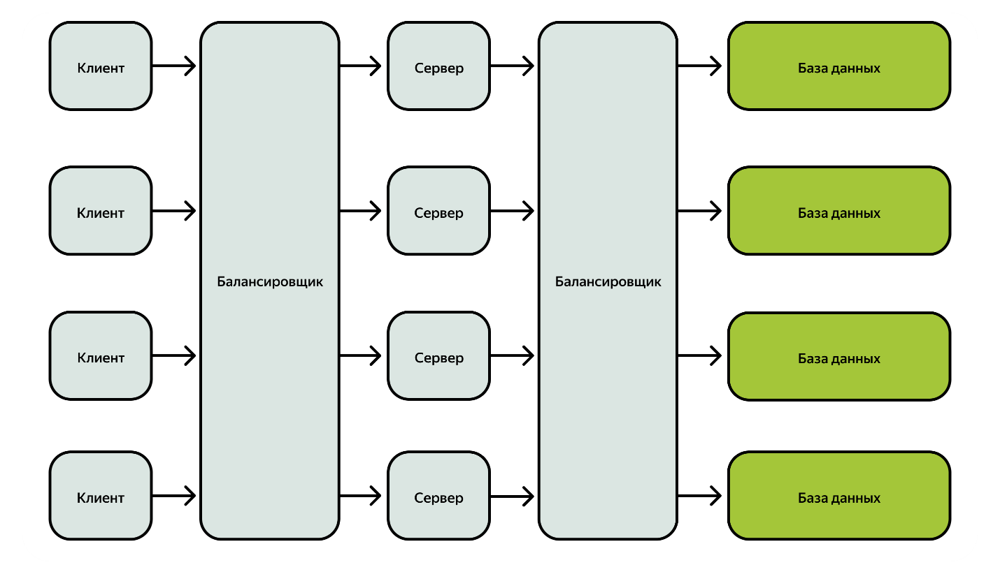 Клиент
Сервер
База данных
Клиент
Сервер
База данных
Балансировщик
Балансировщик
Клиент
Сервер
База данных
Клиент
Сервер
База данных